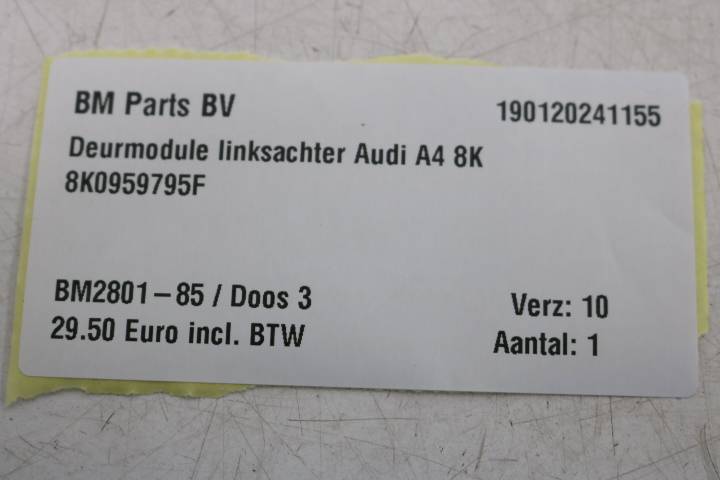 BM Parts BV 190120241155
Deurmodule linksachter Audi A4 8K
8K0959795F
BM2801-85 / Doos 3 Verz: 10
29.50 Euro incl. BTW Aantal: 1